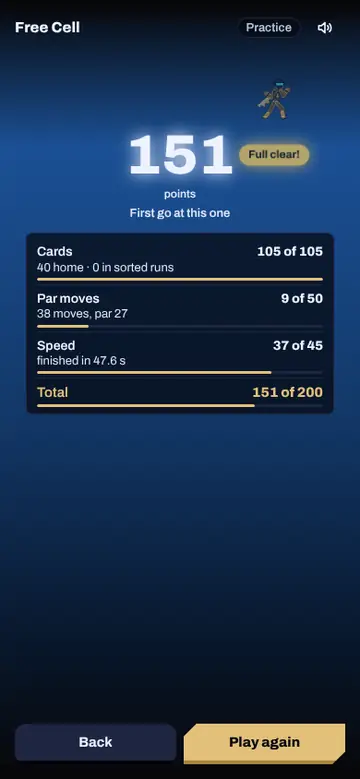 Free Cell
Practice
151
Full clear!
points
First go at this one
Cards 105 of 105
40 home · 0 in sorted runs
Par moves 9 of 50
38 moves, par 27
Speed 37 of 45
finished in 47.6 s
Total 151 of 200
Back
Play again